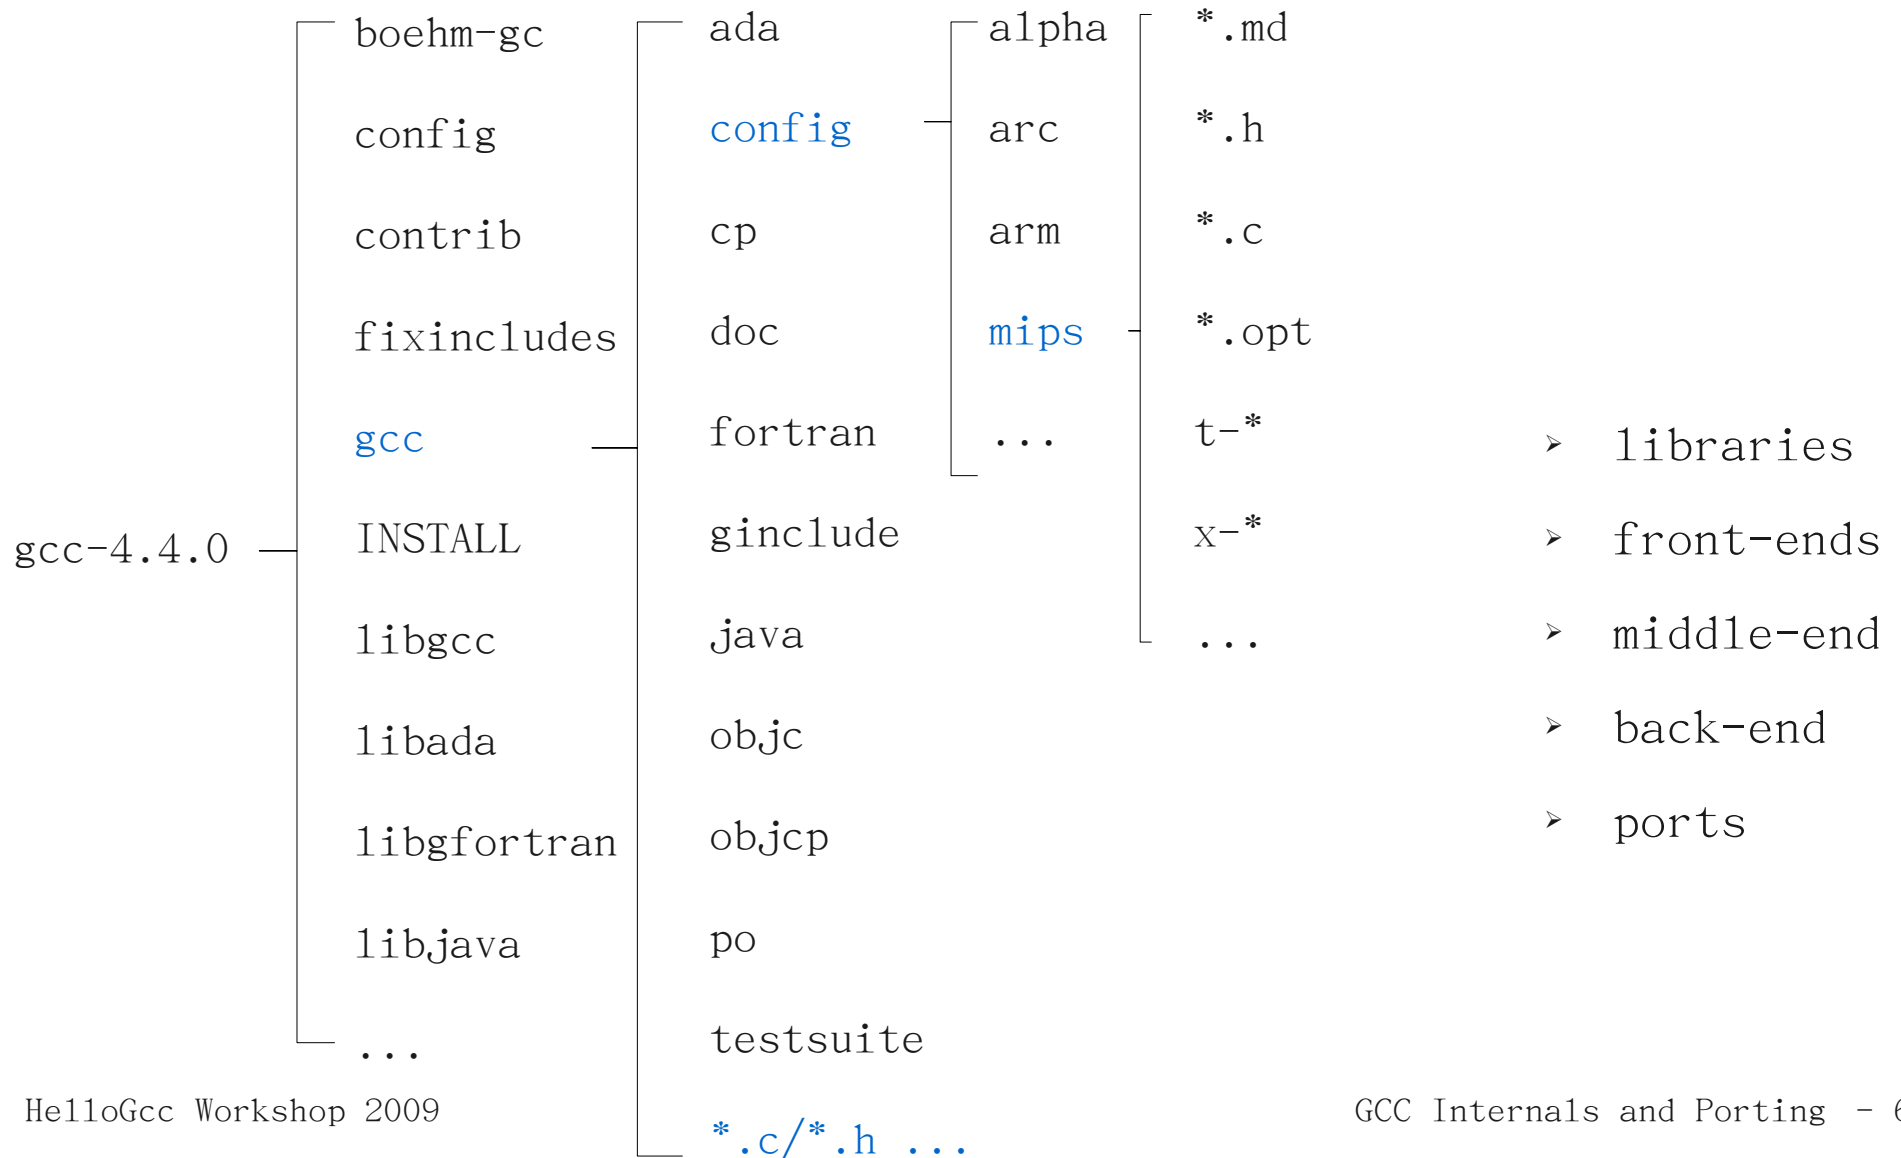 gcc-4.4.0
boehm-gc
config
contrib
fixincludes
gcc
INSTALL
libgcc
libada
libgfortran
libjava
...
ada
config
cp
doc
fortran
ginclude
java
objc
objcp
po
testsuite
*.c/*.h ...
alpha
arc
arm
mips
...
*.md
*.h
*.c
*.opt
t-*
x-*
...
➢ libraries
➢ front-ends
➢ middle-end
➢ back-end
➢ ports
HelloGcc Workshop 2009
GCC Internals and Porting - 6